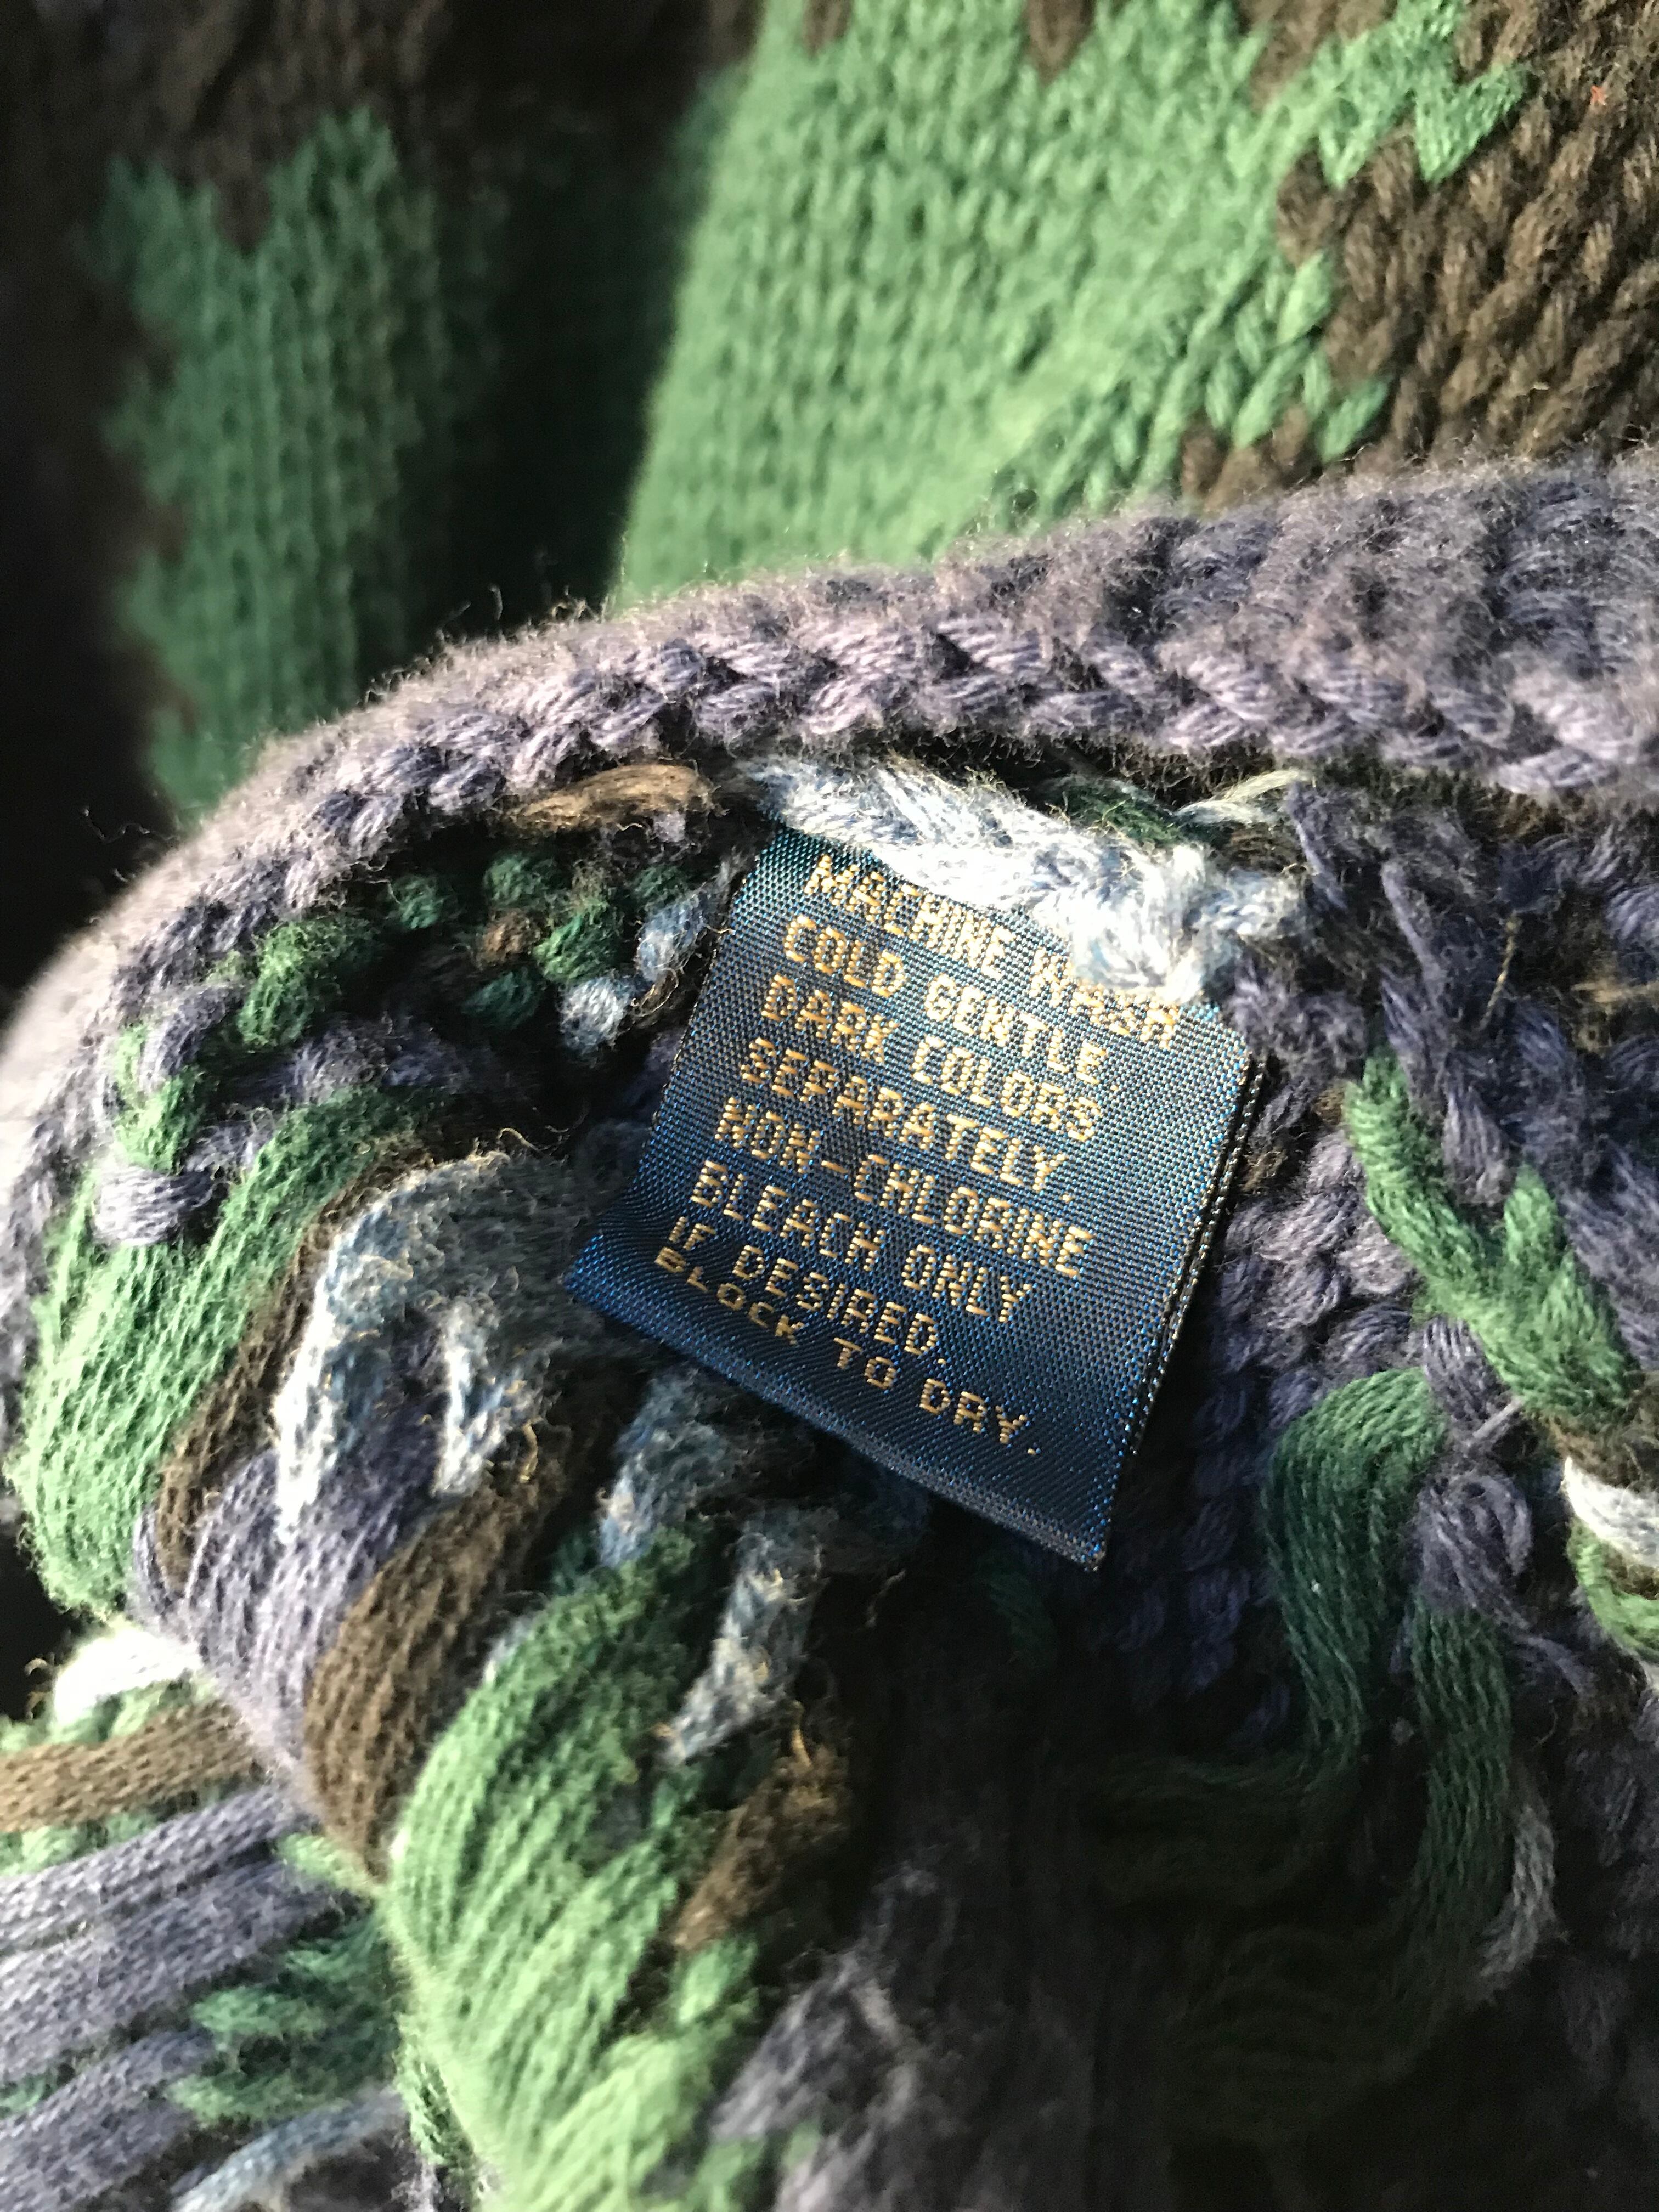 MACHINE WASH
COLD GENTLE.
DARK COLORS
SEPARATELY.
NON-CHLORINE
BLEACH ONLY
IF DESIRED.
BLOCK TO DRY.